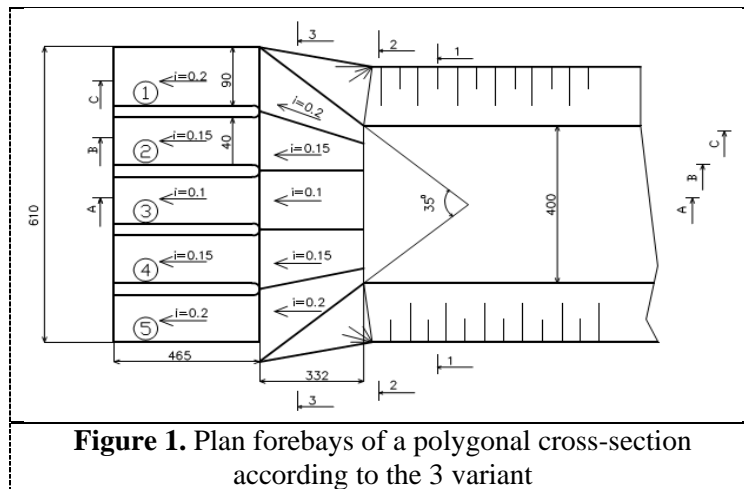 3
2
1
1
i=0.2
90
C
i=0.2
2
i=0.15
40
B
i=0.15
C
B
A
610
3
i=0.1
A
i=0.1
35°
400
4
i=0.15
i=0.15
5
i=0.2
i=0.2
465
332
1
2
3
Figure 1. Plan forebays of a polygonal cross-section
according to the 3 variant